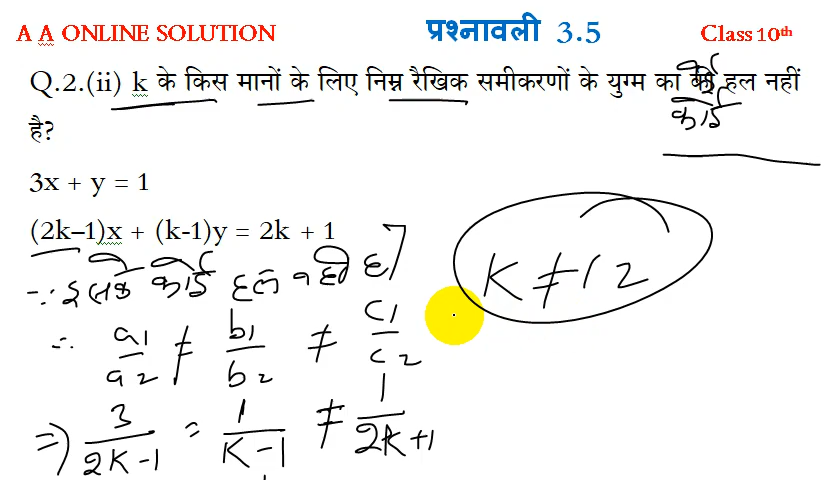 A A ONLINE SOLUTION प्रश्नावली 3.5 Class 10th
Q.2.(ii) k के किस मानों के लिए निम्न रैखिक समीकरणों के युग्म का हल नहीं
कोई
है?
3x + y = 1
(2k–1)x + (k-1)y = 2k + 1
∵ इसके कोई हल नही है
K ≠ 12
∴ a1/a2 ≠ b1/b2 ≠ c1/c2
⇒ 3/2K-1 = 1/K-1 ≠ 1/2K+1